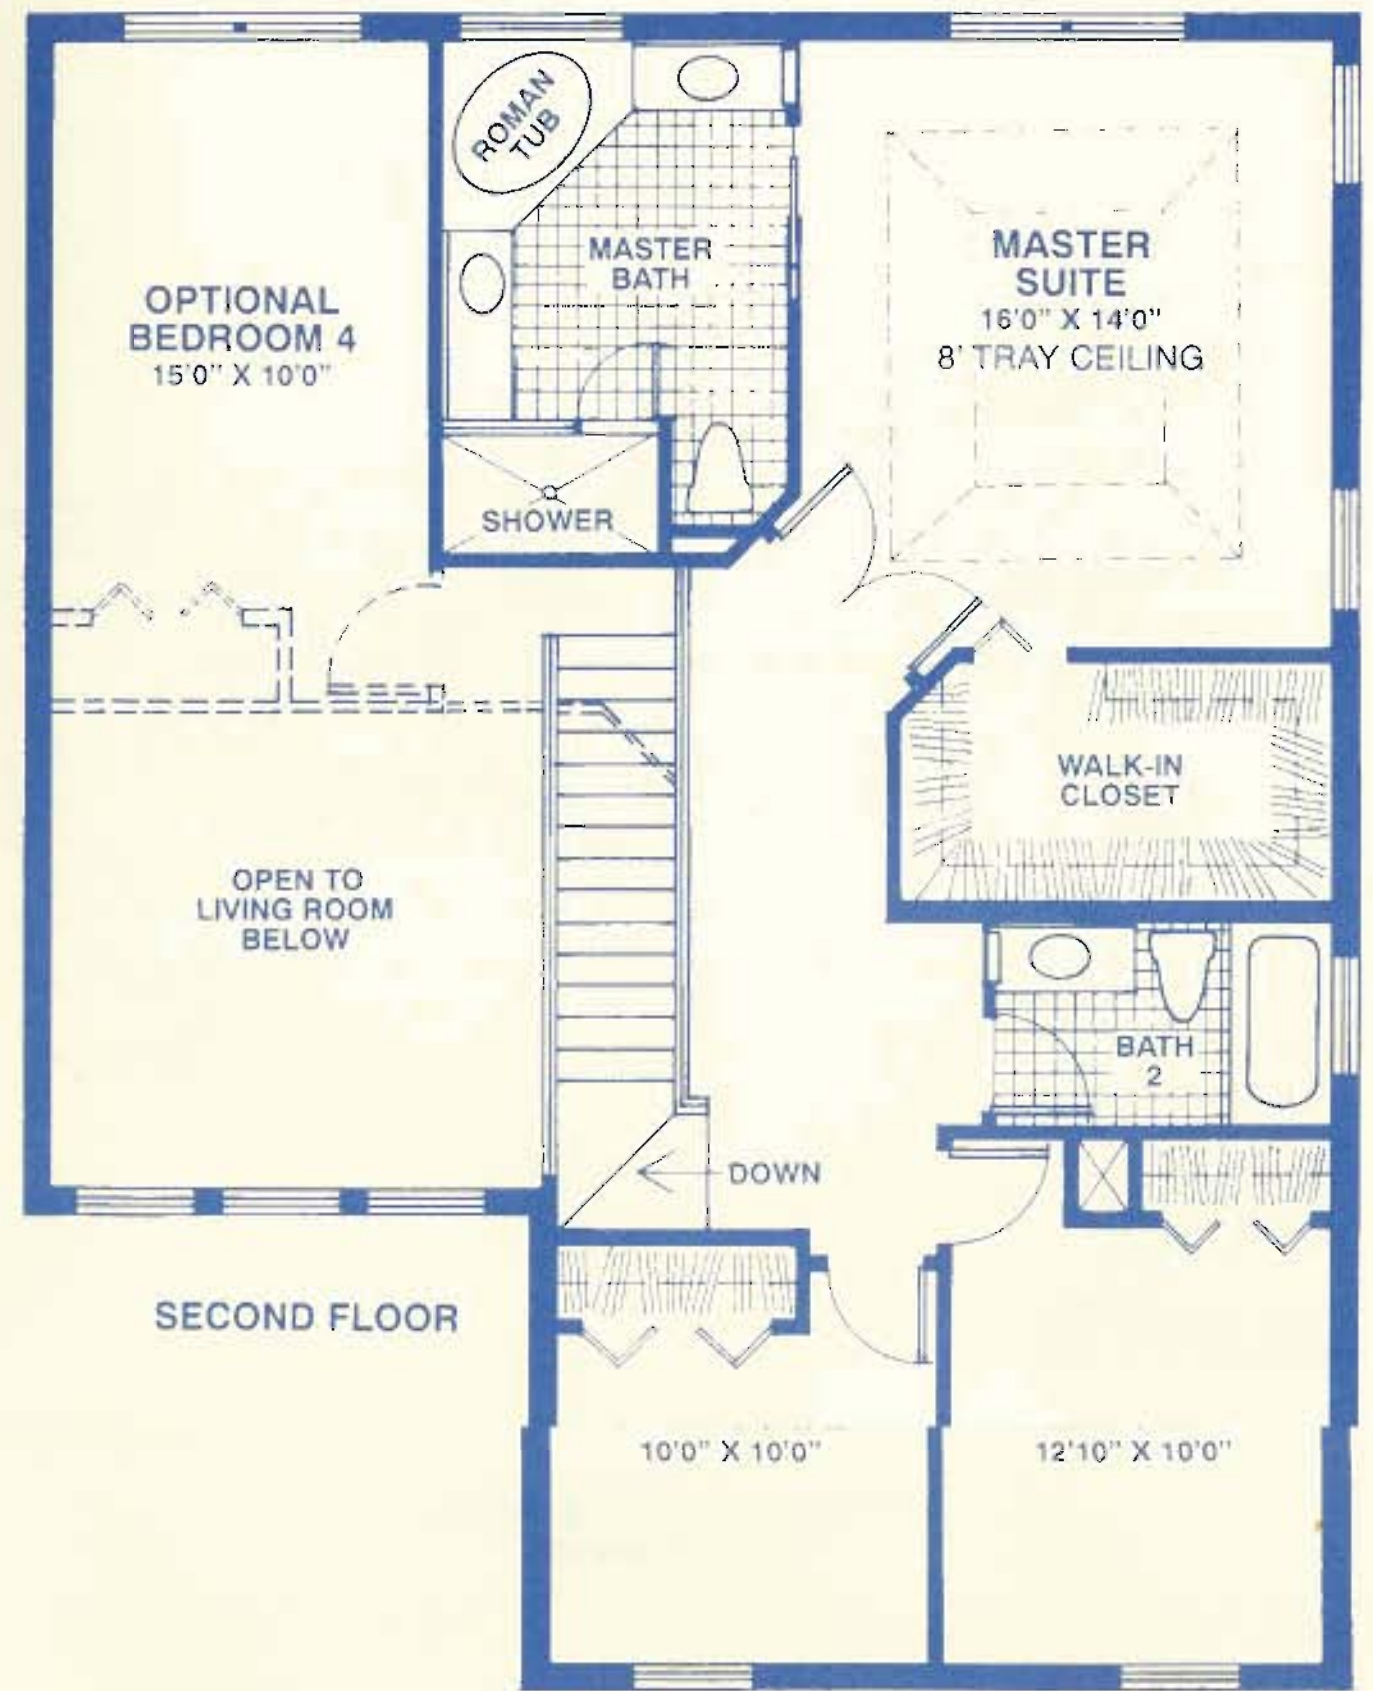 ROMAN
TUB
MASTER
BATH
MASTER
SUITE
16'0" X 14'0"
8' TRAY CEILING
OPTIONAL
BEDROOM 4
15'0" X 10'0"
SHOWER
WALK-IN
CLOSET
OPEN TO
LIVING ROOM
BELOW
BATH
2
DOWN
SECOND FLOOR
10'0" X 10'0"
12'10" X 10'0"